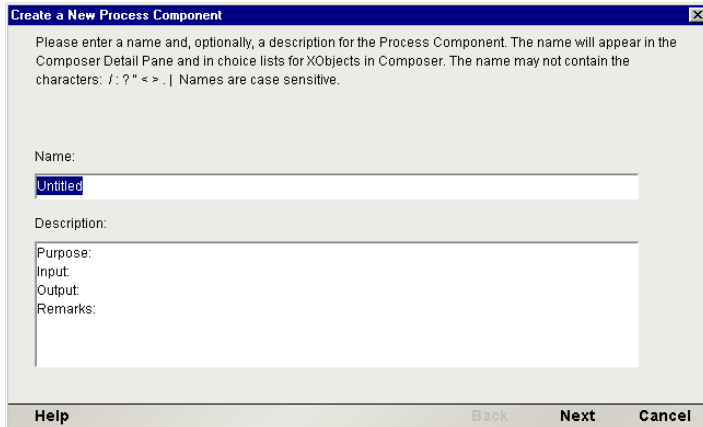 Create a New Process Component
Please enter a name and, optionally, a description for the Process Component. The name will appear in the
Composer Detail Pane and in choice lists for XObjects in Composer. The name may not contain the
characters: / : ? " < > . | Names are case sensitive.
Name:
Untitled
Description:
Purpose:
Input:
Output:
Remarks:
Help Back Next Cancel